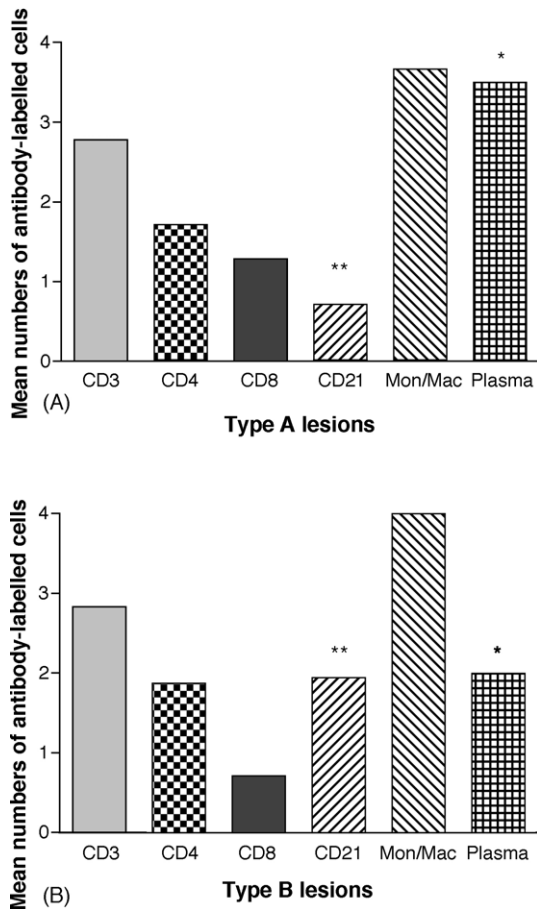 Mean numbers of antibody-labelled cells
4
3
2
1
0
*
**
CD3 CD4 CD8 CD21 Mon/Mac Plasma
(A)
Type A lesions
Mean numbers of antibody-labelled cells
4
3
2
1
0
**
*
CD3 CD4 CD8 CD21 Mon/Mac Plasma
(B)
Type B lesions